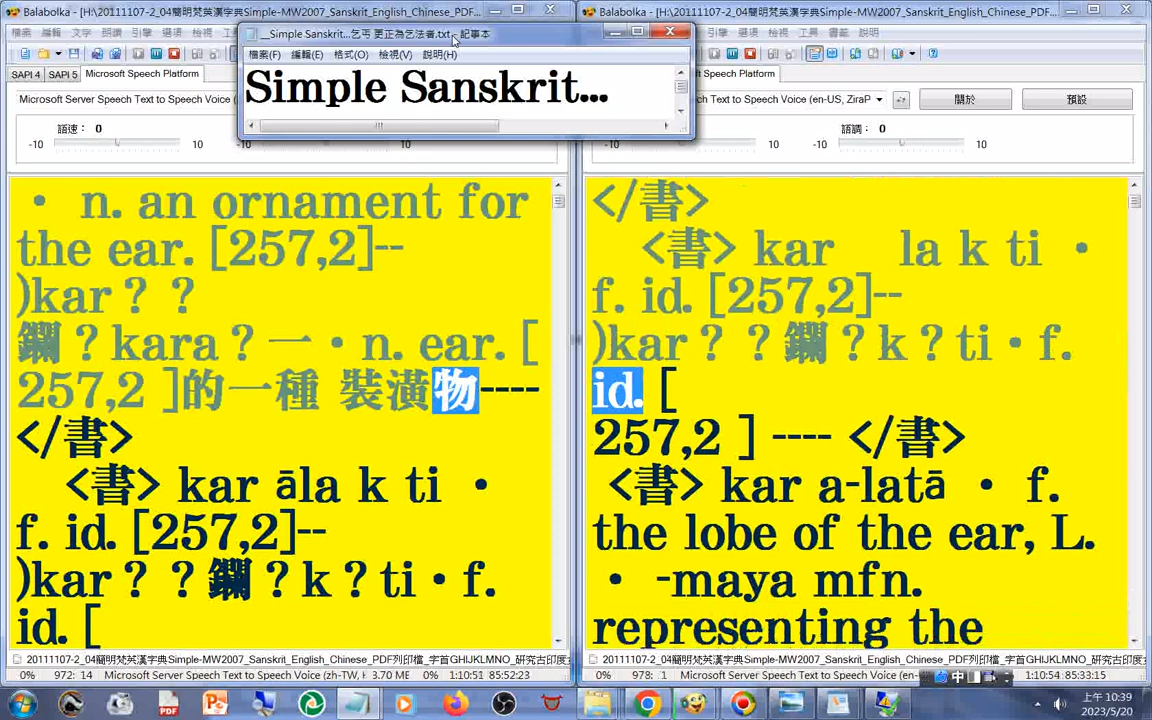 Balabolka - [H:\20111107-2_04簡明梵英漢字典Simple-MW2007_Sanskrit_English_Chinese_PDF...
Balabolka - [H:\20111107-2_04簡明梵英漢字典Simple-MW2007_Sanskrit_English_Chinese_PDF...
__Simple Sanskrit...乞丐 更正為乞法者.txt - 記事本
檔案(F) 編輯(E) 格式(O) 檢視(V) 說明(H)
Simple Sanskrit...
SAPI 4 SAPI 5 Microsoft Speech Platform
Speech Platform
Microsoft Server Speech Text to Speech Voice
Microsoft Server Speech Text to Speech Voice (en-US, ZiraP
關於
預設
語速： 0
-10 10 -10 10
語調： 0
-10 10 -10 10
• n. an ornament for
the ear. [257,2]--
)kar？？
鑭？kara？一・n. ear. [
257,2 ]的一種 裝潢物----
</書>
<書> kar āla k ti •
f. id. [257,2]--
)kar？？鑭？k？ti・f.
id. [
</書>
<書> kar la k ti •
f. id. [257,2]--
)kar？？鑭？k？ti・f.
id. [
257,2 ] ---- </書>
<書> kar a-latā • f.
the lobe of the ear, L.
• -maya mfn.
representing the
20111107-2_04簡明梵英漢字典Simple-MW2007_Sanskrit_English_Chinese_PDF列印檔_字首GHIJKLMNO_研究古印度
20111107-2_04簡明梵英漢字典Simple-MW2007_Sanskrit_English_Chinese_PDF列印檔_字首GHIJKLMNO_研究古印度
0% 972: 14 Microsoft Server Speech Text to Speech Voice (zh-TW, H 3.70 ME 0% 1:10:51 85:52:23
0% 978: 1 Microsoft Server Speech Text to Speech Voice 1:10:54 85:33:15
中
上午 10:39
2023/5/20